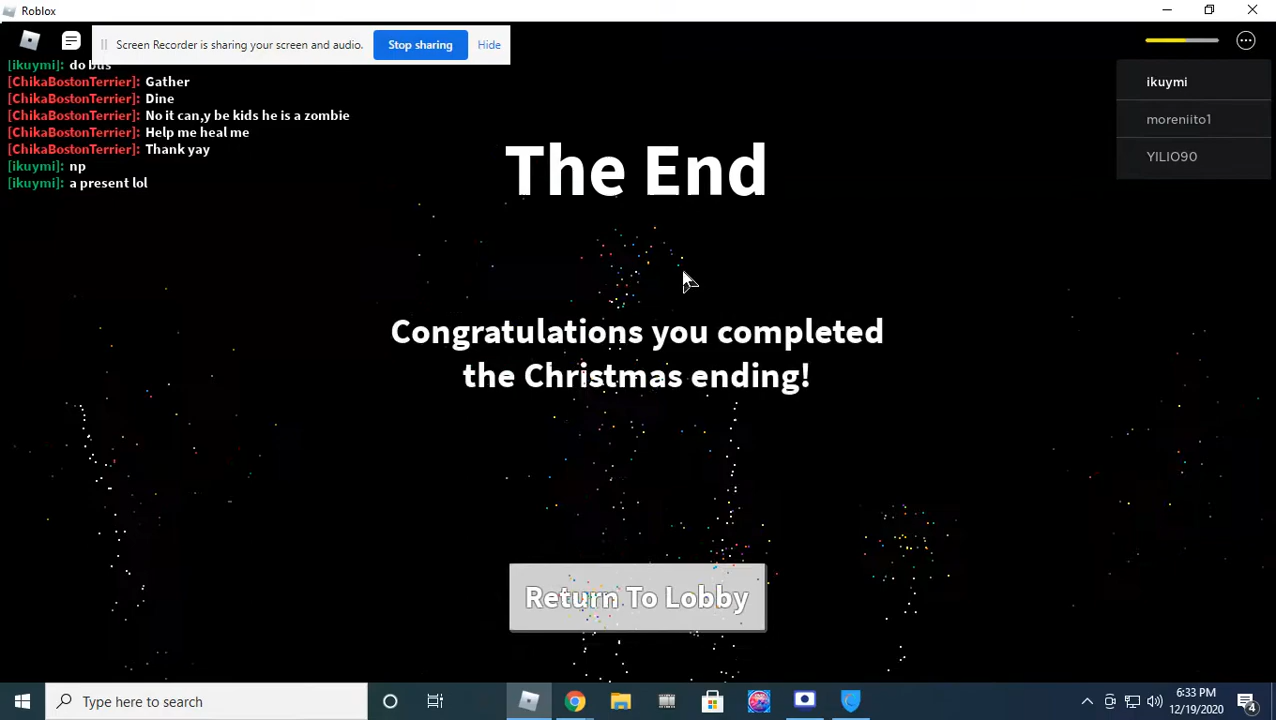 Roblox
Screen Recorder is sharing your screen and audio. Stop sharing Hide
[ikuymi]: do bus
[ChikaBostonTerrier]: Gather
[ChikaBostonTerrier]: Dine
[ChikaBostonTerrier]: No it can,y be kids he is a zombie
[ChikaBostonTerrier]: Help me heal me
[ChikaBostonTerrier]: Thank yay
[ikuymi]: np
[ikuymi]: a present lol
ikuymi
moreniito1
YILIO90
The End
Congratulations you completed
the Christmas ending!
Return To Lobby
Type here to search
6:33 PM
12/19/2020
4